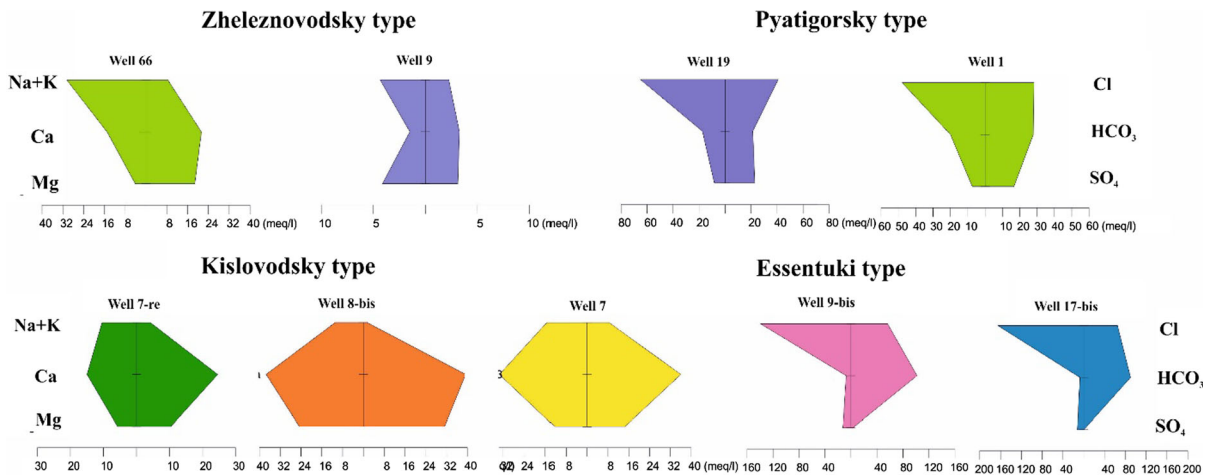 Zheleznovodsky type Pyatigorsky type
Well 66 Well 9 Well 19 Well 1
Na+K Cl
Ca HCO₃
Mg SO₄
40 32 24 16 8 8 16 24 32 40 (meq/l) 10 5 5 10 (meq/l) 80 60 40 20 20 40 60 80 60 50 40 30 20 10 10 20 30 40 50 60
(meq/l) (meq/l)
Kislovodsky type Essentuki type
Well 7-re Well 8-bis Well 7 Well 9-bis Well 17-bis
Na+K Cl
Ca HCO₃
Mg SO₄
30 20 10 10 20 30 40 32 24 16 8 8 16 24 32 40 24 16 8 8 16 24 32 40 160 120 80 40 40 80 120 160 200 160 120 80 40 40 80 120 160 200
(meq/l) (meq/l) (meq/l)